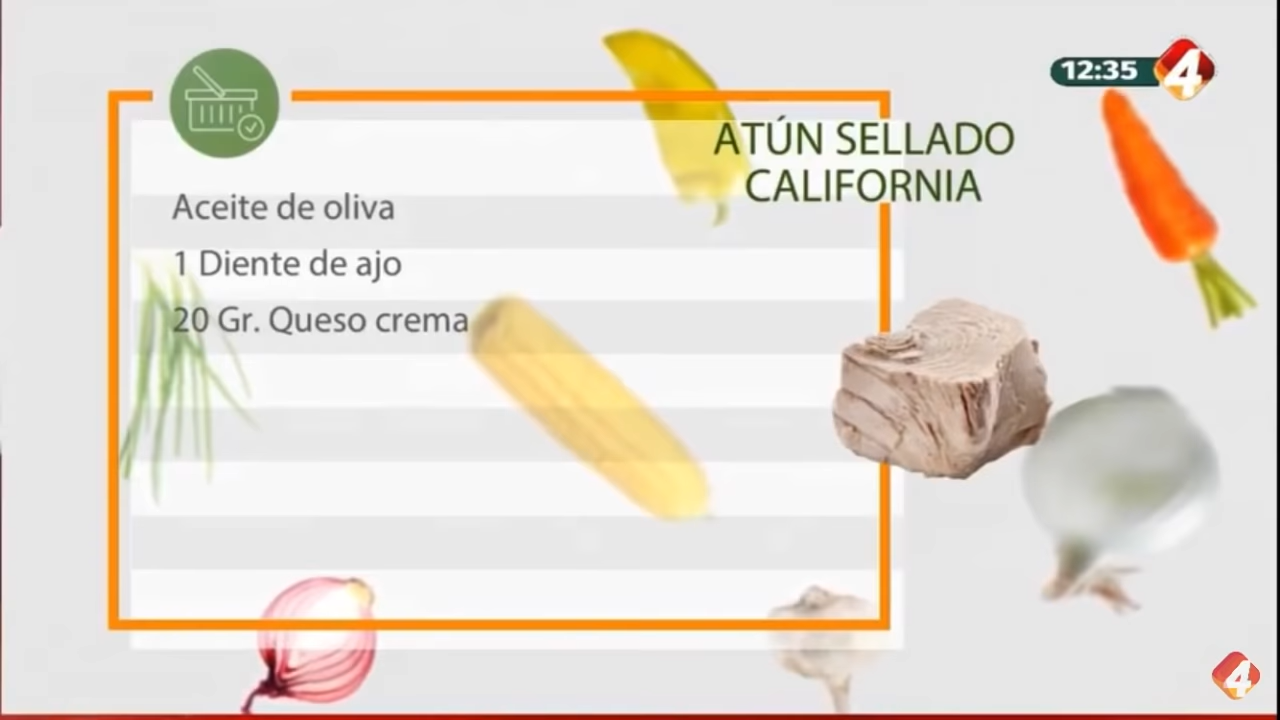 12:35 4
ATÚN SELLADO
CALIFORNIA
Aceite de oliva
1 Diente de ajo
20 Gr. Queso crema
4